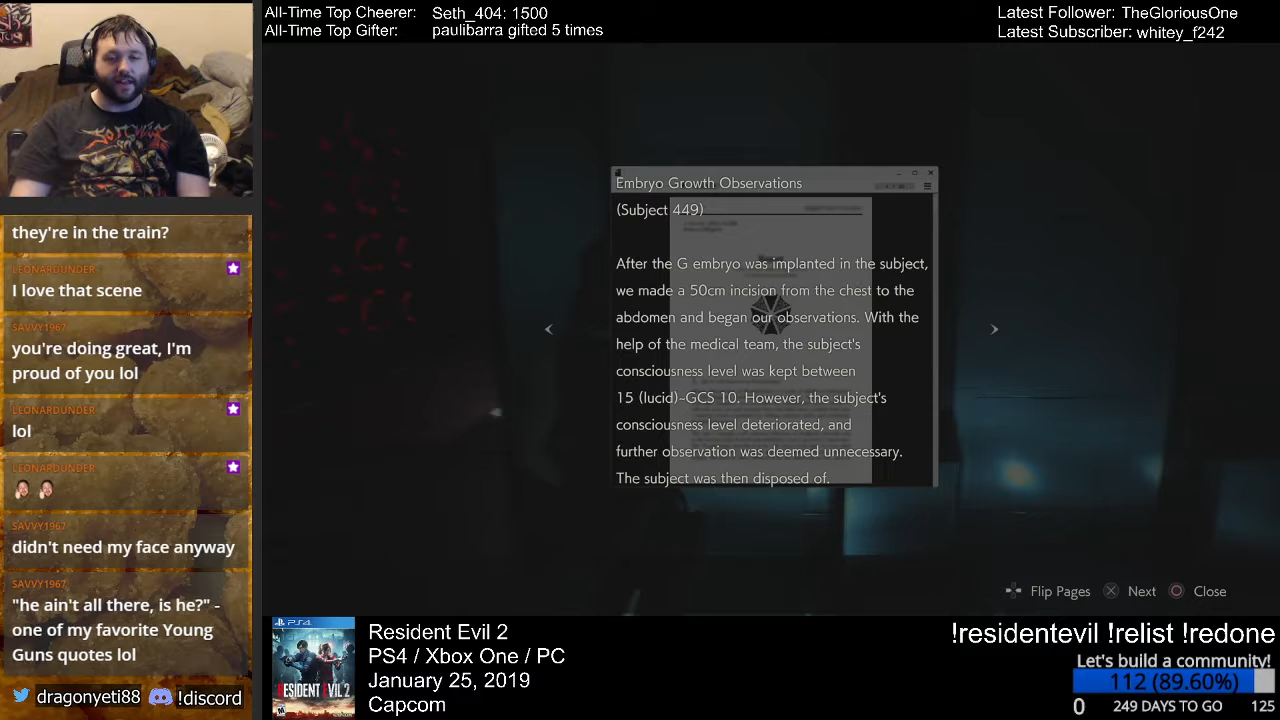 All-Time Top Cheerer: Seth_404: 1500
All-Time Top Gifter: paulibarra gifted 5 times
Latest Follower: TheGloriousOne
Latest Subscriber: whitey_f242
they're in the train?
LEONARDUNDER
I love that scene
SAVVY1967
you're doing great, I'm
proud of you lol
LEONARDUNDER
lol
LEONARDUNDER
SAVVY1967
didn't need my face anyway
SAVVY1967
"he ain't all there, is he?" -
one of my favorite Young
Guns quotes lol
dragonyeti88 !discord
Embryo Growth Observations
(Subject 449)
After the G embryo was implanted in the subject,
we made a 50cm incision from the chest to the
abdomen and began our observations. With the
help of the medical team, the subject's
consciousness level was kept between
15 (lucid)~GCS 10. However, the subject's
consciousness level deteriorated, and
further observation was deemed unnecessary.
The subject was then disposed of.
Flip Pages Next Close
PS4
RESIDENT EVIL 2
Resident Evil 2
PS4 / Xbox One / PC
January 25, 2019
Capcom
!residentevil !relist !redone
Let's build a community!
112 (89.60%)
0 249 DAYS TO GO 125